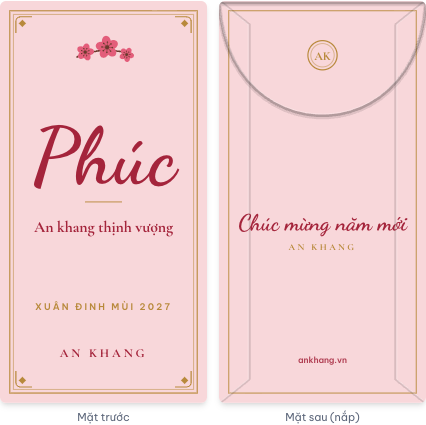 Phúc
An khang thịnh vượng
XUÂN ĐINH MÙI 2027
AN KHANG
Mặt trước
AK
Chúc mừng năm mới
AN KHANG
ankhang.vn
Mặt sau (nắp)